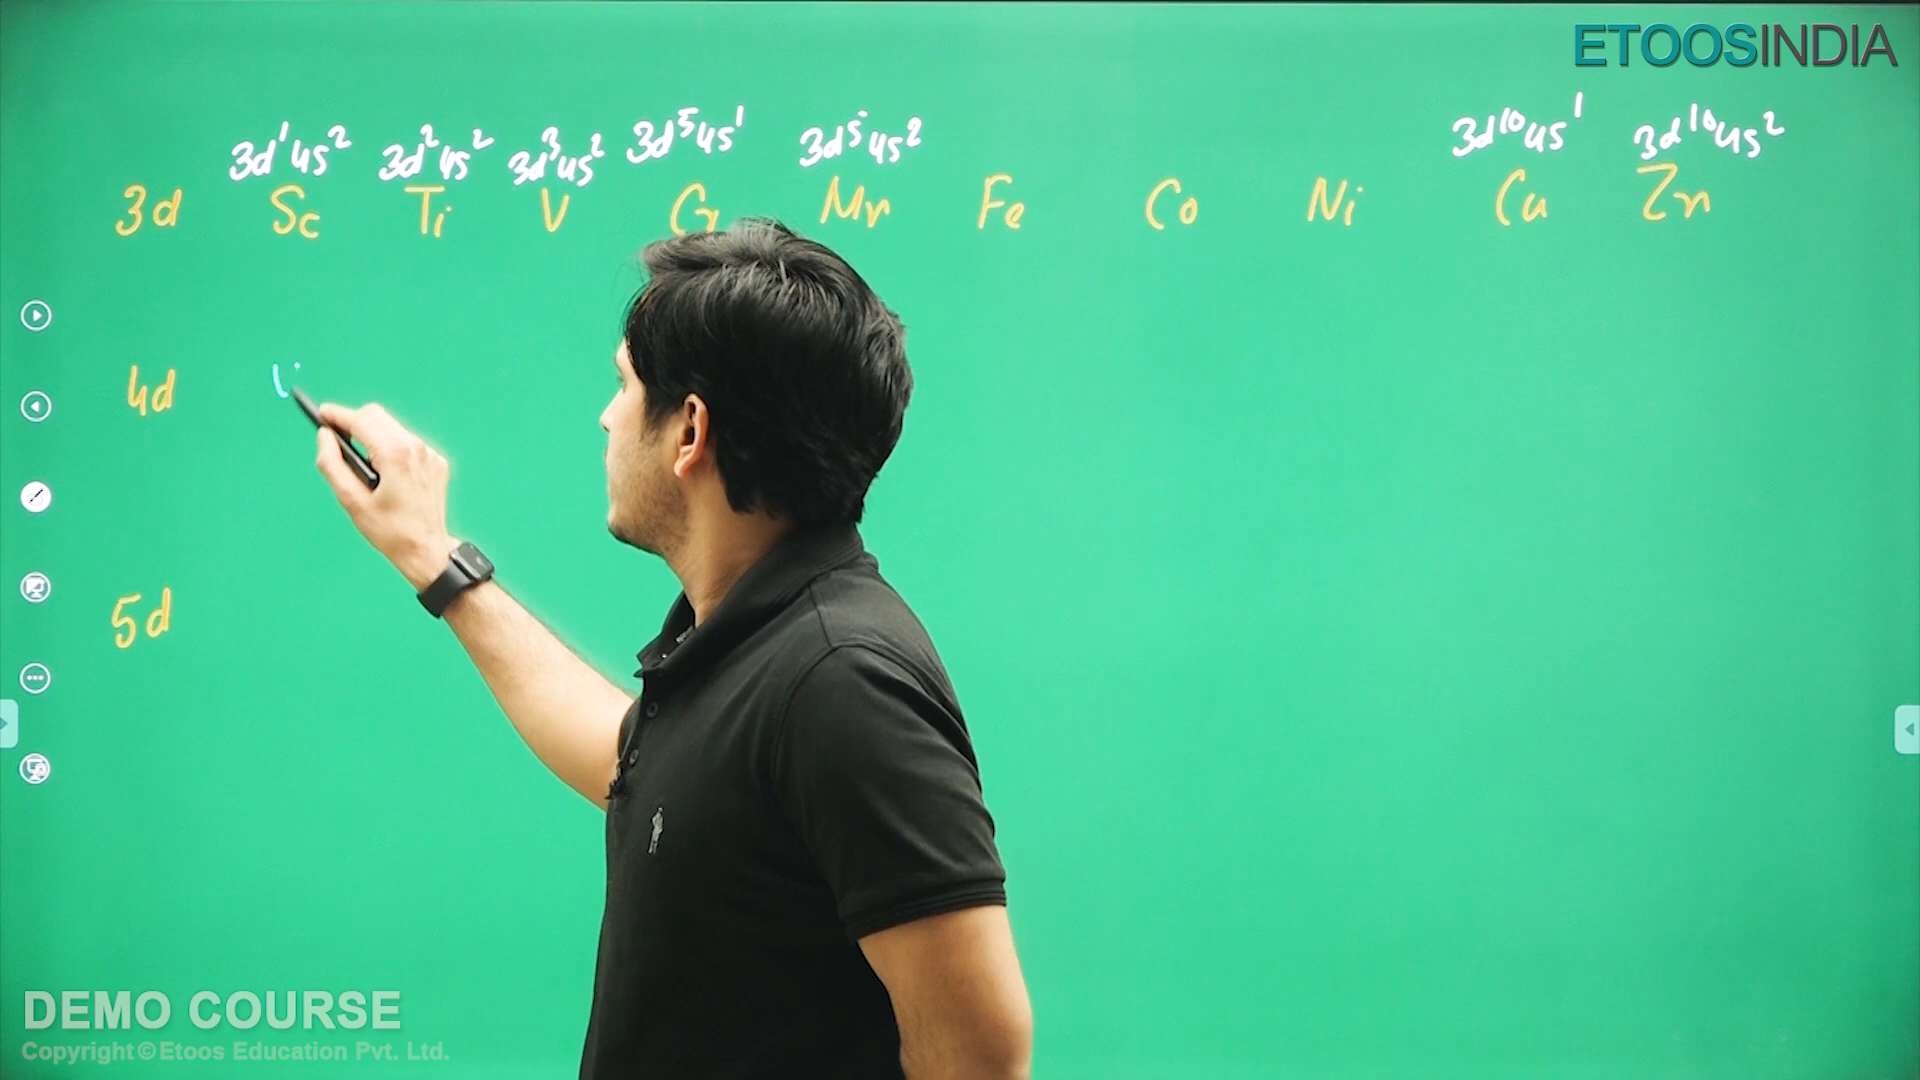 ETOOSINDIA
3d¹4s² 3d²4s² 3d³4s² 3d⁵4s¹ 3d⁵4s² 3d¹⁰4s¹ 3d¹⁰4s²
3d Sc Ti V Cr Mn Fe Co Ni Cu Zn
4d
5d
DEMO COURSE
Copyright © Etoos Education Pvt. Ltd.